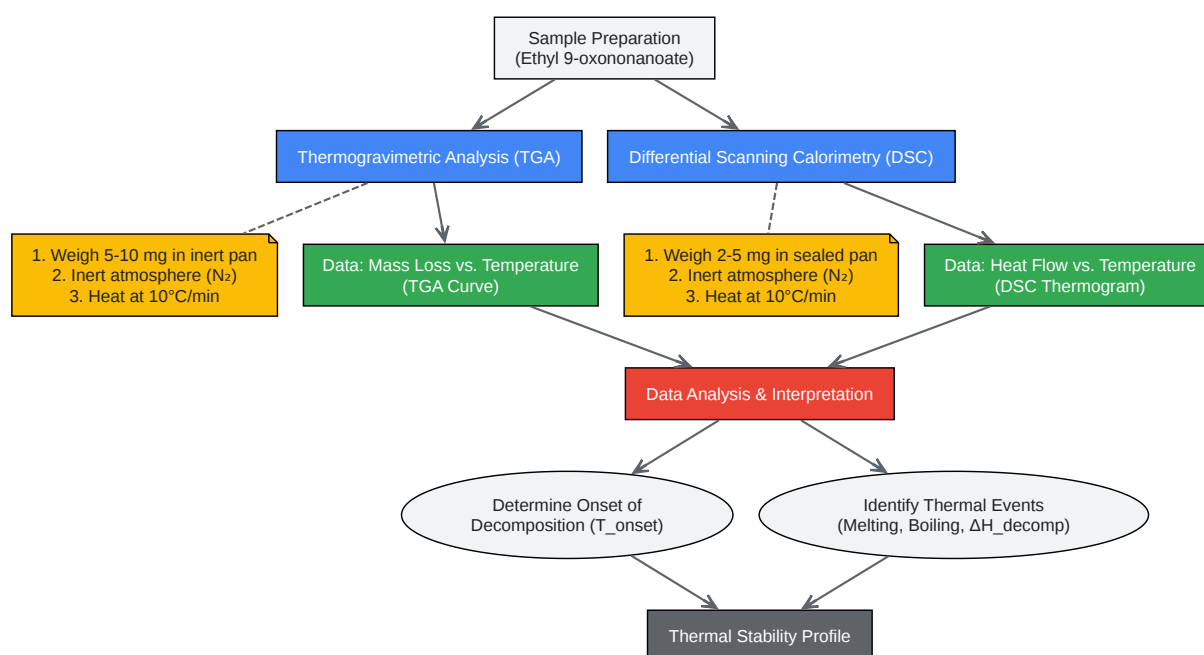 Sample Preparation
(Ethyl 9-oxononanoate)
Thermogravimetric Analysis (TGA)
Differential Scanning Calorimetry (DSC)
1. Weigh 5-10 mg in inert pan
2. Inert atmosphere (N₂)
3. Heat at 10°C/min
Data: Mass Loss vs. Temperature
(TGA Curve)
1. Weigh 2-5 mg in sealed pan
2. Inert atmosphere (N₂)
3. Heat at 10°C/min
Data: Heat Flow vs. Temperature
(DSC Thermogram)
Data Analysis & Interpretation
Determine Onset of
Decomposition (T_onset)
Identify Thermal Events
(Melting, Boiling, ΔH_decomp)
Thermal Stability Profile